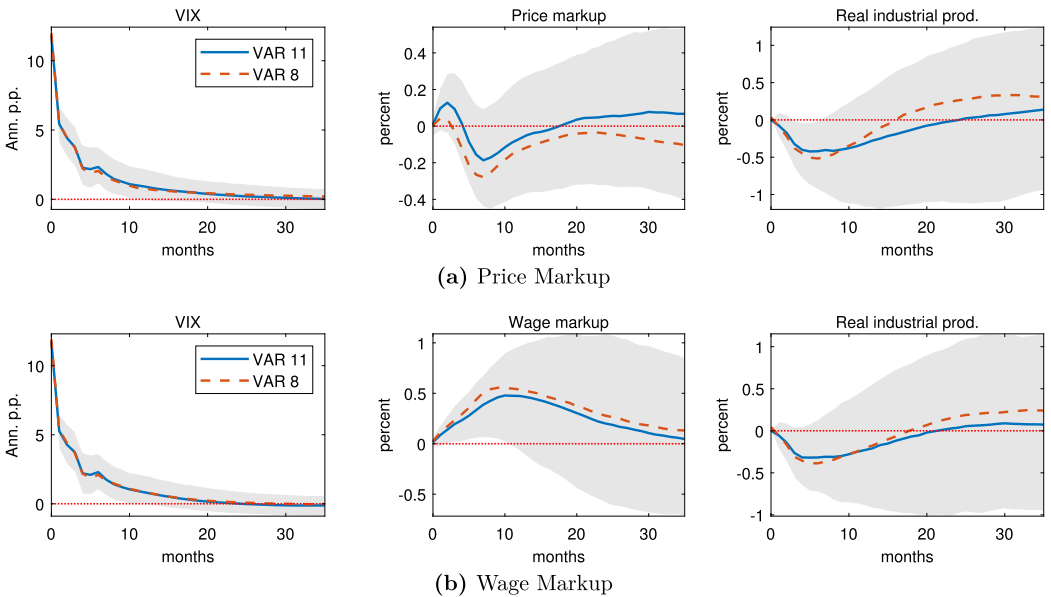 VIX
Ann. p.p.
10
5
0
VAR 11
VAR 8
0 10 20 30
months
Price markup
percent
0.4
0.2
0
-0.2
-0.4
0 10 20 30
months
Real industrial prod.
percent
1
0.5
0
-0.5
-1
0 10 20 30
months
(a) Price Markup
VIX
Ann. p.p.
10
5
0
VAR 11
VAR 8
0 10 20 30
months
Wage markup
percent
1
0.5
0
-0.5
0 10 20 30
months
Real industrial prod.
percent
1
0.5
0
-0.5
-1
0 10 20 30
months
(b) Wage Markup